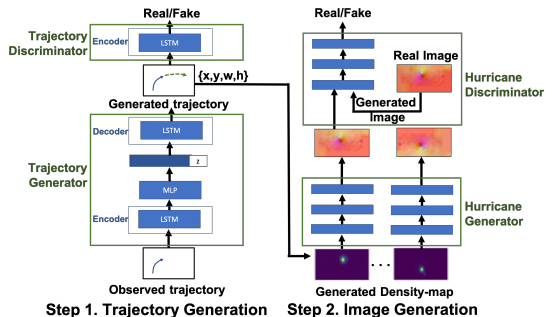 Real/Fake
Trajectory
Discriminator
Encoder
LSTM
{x,y,w,h}
Generated trajectory
Decoder
LSTM
z
Trajectory
Generator
MLP
Encoder
LSTM
Observed trajectory
Step 1. Trajectory Generation
Real/Fake
Real Image
Hurricane
Discriminator
Generated
Image
Hurricane
Generator
...
Generated Density-map
Step 2. Image Generation